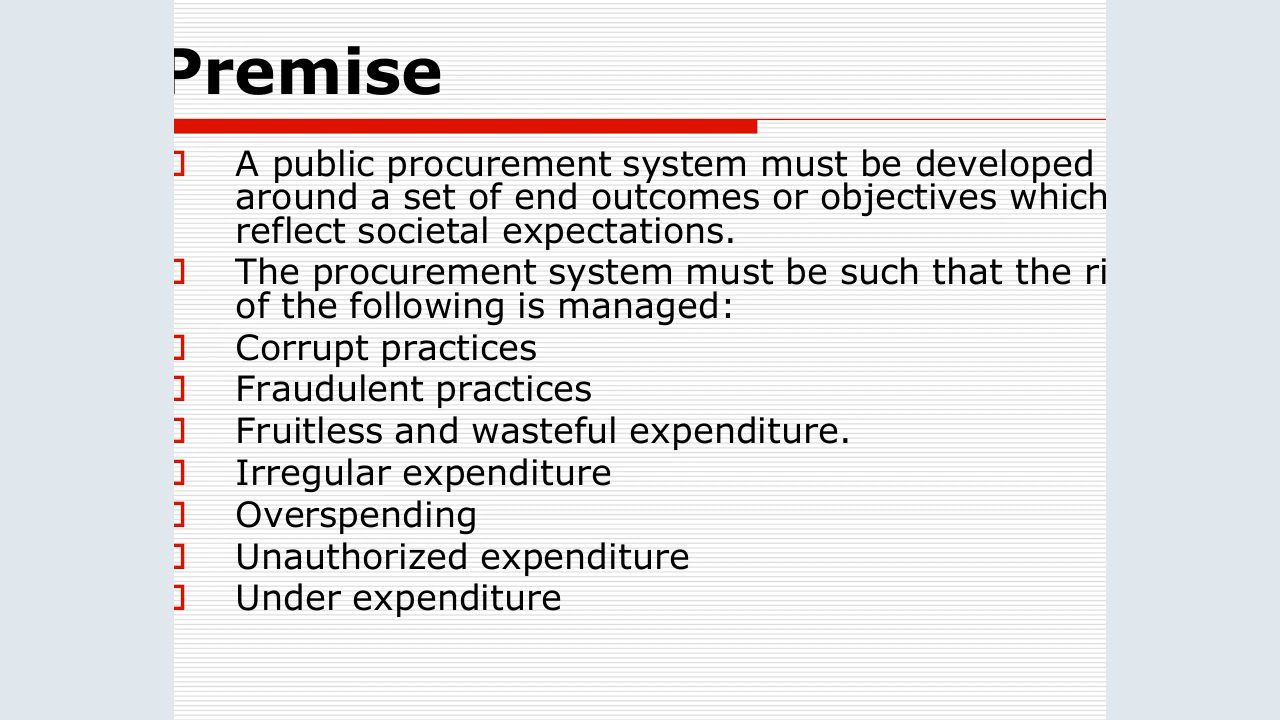 Premise
A public procurement system must be developed
around a set of end outcomes or objectives which
reflect societal expectations.
The procurement system must be such that the
of the following is managed:
Corrupt practices
Fraudulent practices
Fruitless and wasteful expenditure.
Irregular expenditure
Overspending
Unauthorized expenditure
Under expenditure